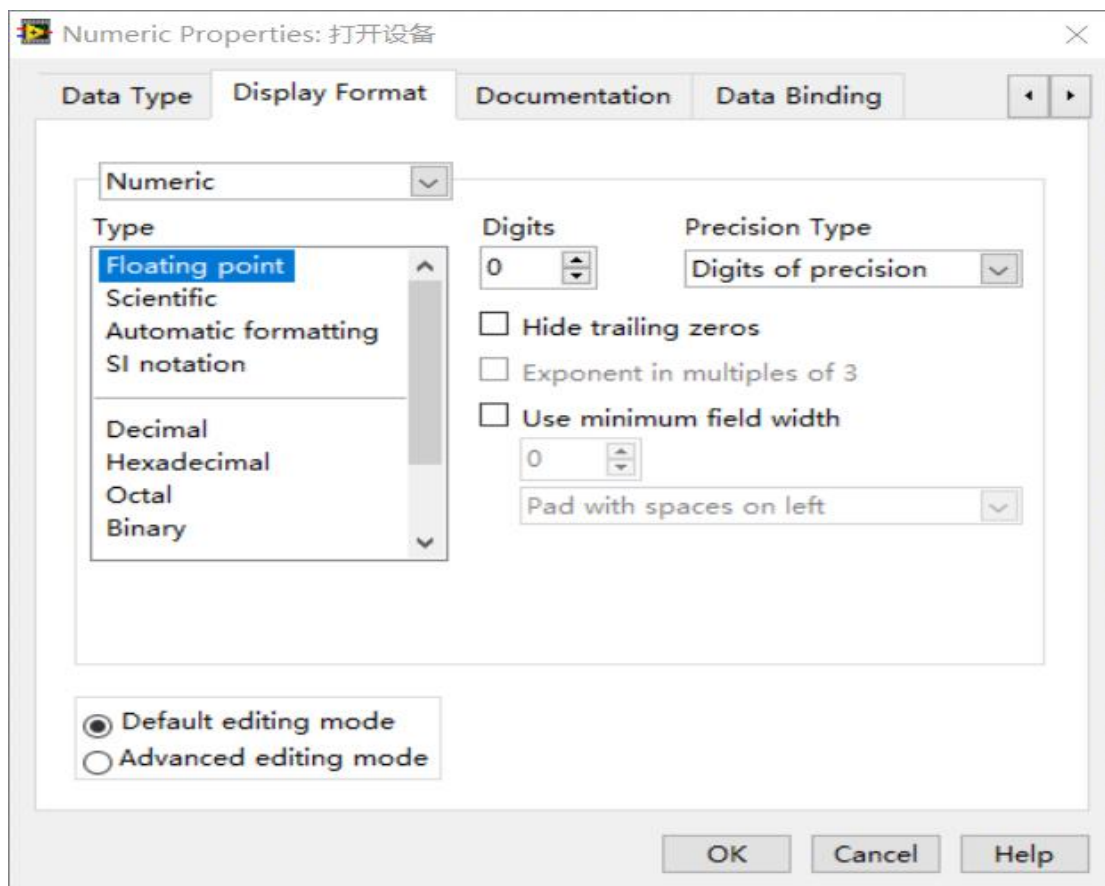 Numeric Properties: 打开设备
Data Type Display Format Documentation Data Binding
Numeric
Type Digits Precision Type
Floating point 0 Digits of precision
Scientific
Automatic formatting Hide trailing zeros
SI notation Exponent in multiples of 3
Decimal Use minimum field width
Hexadecimal 0
Octal Pad with spaces on left
Binary
Default editing mode
Advanced editing mode
OK Cancel Help